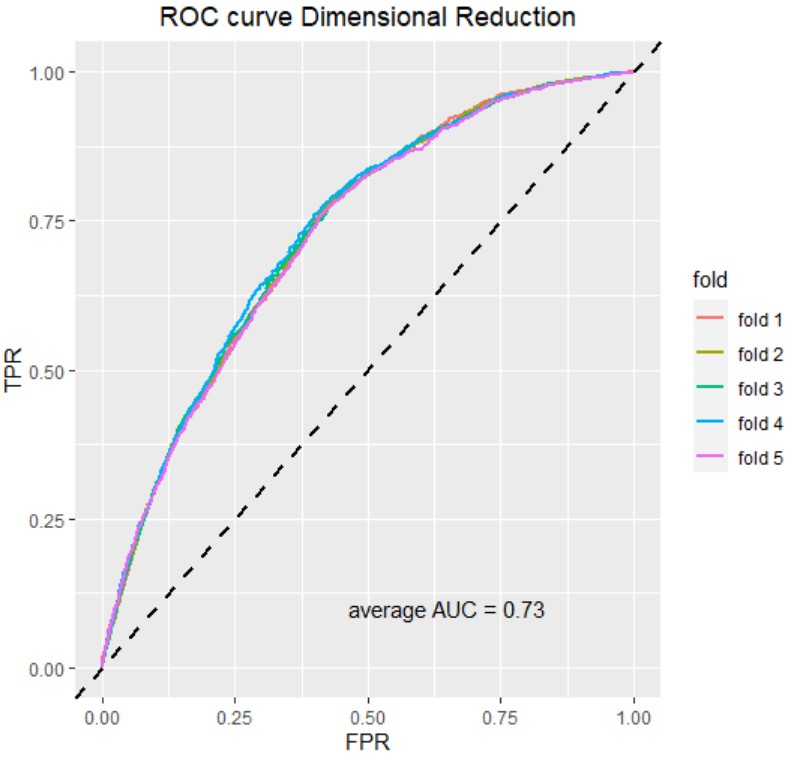 ROC curve Dimensional Reduction
1.00
0.75
0.50
0.25
0.00
TPR
average AUC = 0.73
0.00 0.25 0.50 0.75 1.00
FPR
fold
fold 1
fold 2
fold 3
fold 4
fold 5